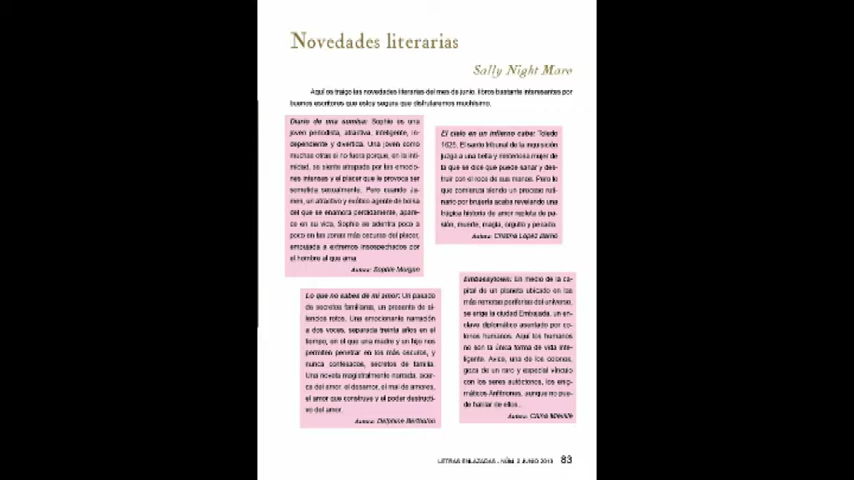 Novedades literarias
Sally Night Mare
Aquí os traigo las novedades literarias del mes de junio, libros bastante interesantes por
buenos escritores que estoy segura que disfrutaremos muchísimo.
Diario de una sumisa: Sophie es una
joven periodista, atractiva, inteligente, in-
dependiente y divertida. Una joven como
muchas otras si no fuera porque, en la inti-
midad, se siente atrapada por las emocio-
nes intensas y el placer que le provoca ser
sometida sexualmente. Pero cuando Ja-
mes, un atractivo y exótico agente de bolsa
del que se enamora perdidamente, apare-
ce en su vida, Sophie se adentra poco a
poco en las zonas más oscuras del placer,
empujada a extremos insospechados por
el hombre al que ama.
Autora: Sophie Morgan
El cielo en un infierno cabe: Toledo
1625. El santo tribunal de la inquisición
juzga a una bella y misteriosa mujer de
la que se dice que puede sanar y des-
truir con el roce de sus manos. Pero lo
que comienza siendo un proceso ruti-
nario por brujería acaba revelando una
trágica historia de amor repleta de pa-
sión, muerte, magia, orgullo y pecado.
Autora: Cristina López Barrio
Lo que no sabes de mi amor: Un pasado
de secretos familiares, un presente de si-
lencios rotos. Una emocionante narración
a dos voces, separada treinta años en el
tiempo, en el que una madre y un hijo nos
permiten penetrar en los más oscuros, y
nunca confesados, secretos de familia.
Una novela magistralmente narrada, acer-
ca del amor, el desamor, el mal de amores,
el amor que construye y el poder destructi-
vo del amor.
Autora: Delphine Bertholon
Embassytown: En medio de la ca-
pital de un planeta ubicado en las
más remotas periferias del universo,
se erige la ciudad Embajada, un en-
clave diplomático asentado por co-
lonos humanos. Aquí los humanos
no son la única forma de vida inte-
ligente. Avice, una de los colonos,
goza de un raro y especial vínculo
con los seres autóctonos, los enig-
máticos Anfitriones, aunque no pue-
de hablar de ellos...
Autora: China Miéville
LETRAS ENLAZADAS - NÚM. 2 JUNIO 2013 83